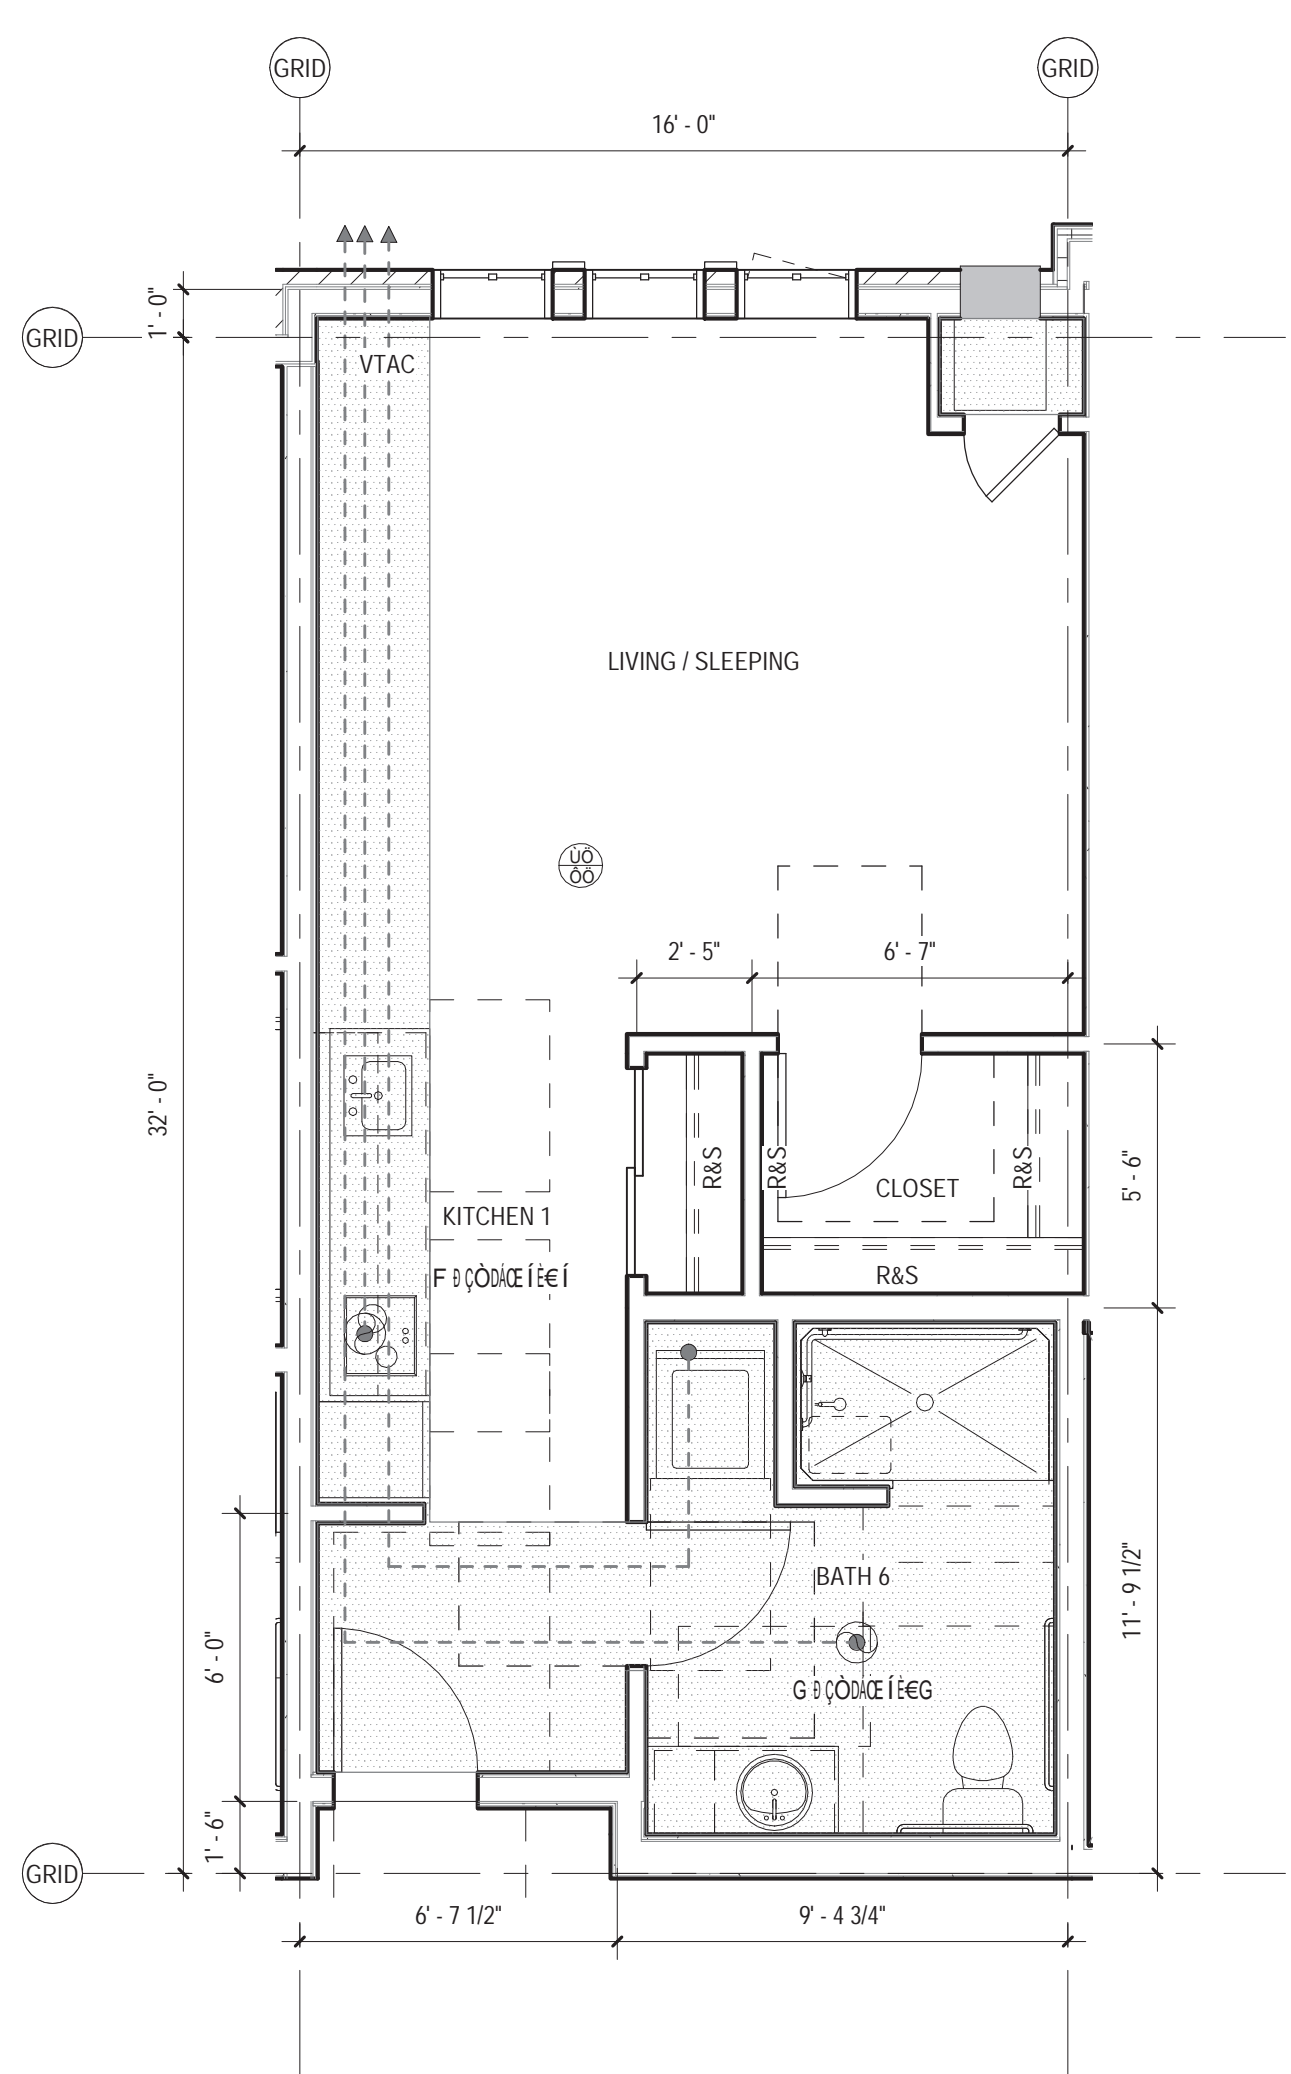 GRID
GRID
16' - 0"
1' - 0"
GRID
VTAC
LIVING / SLEEPING
ÙÖ
ÔÖ
2' - 5"
6' - 7"
32' - 0"
R&S
R&S
CLOSET
R&S
5' - 6"
KITCHEN 1
R&S
BATH 6
11' - 9 1/2"
6' - 0"
1' - 6"
GRID
6' - 7 1/2"
9' - 4 3/4"